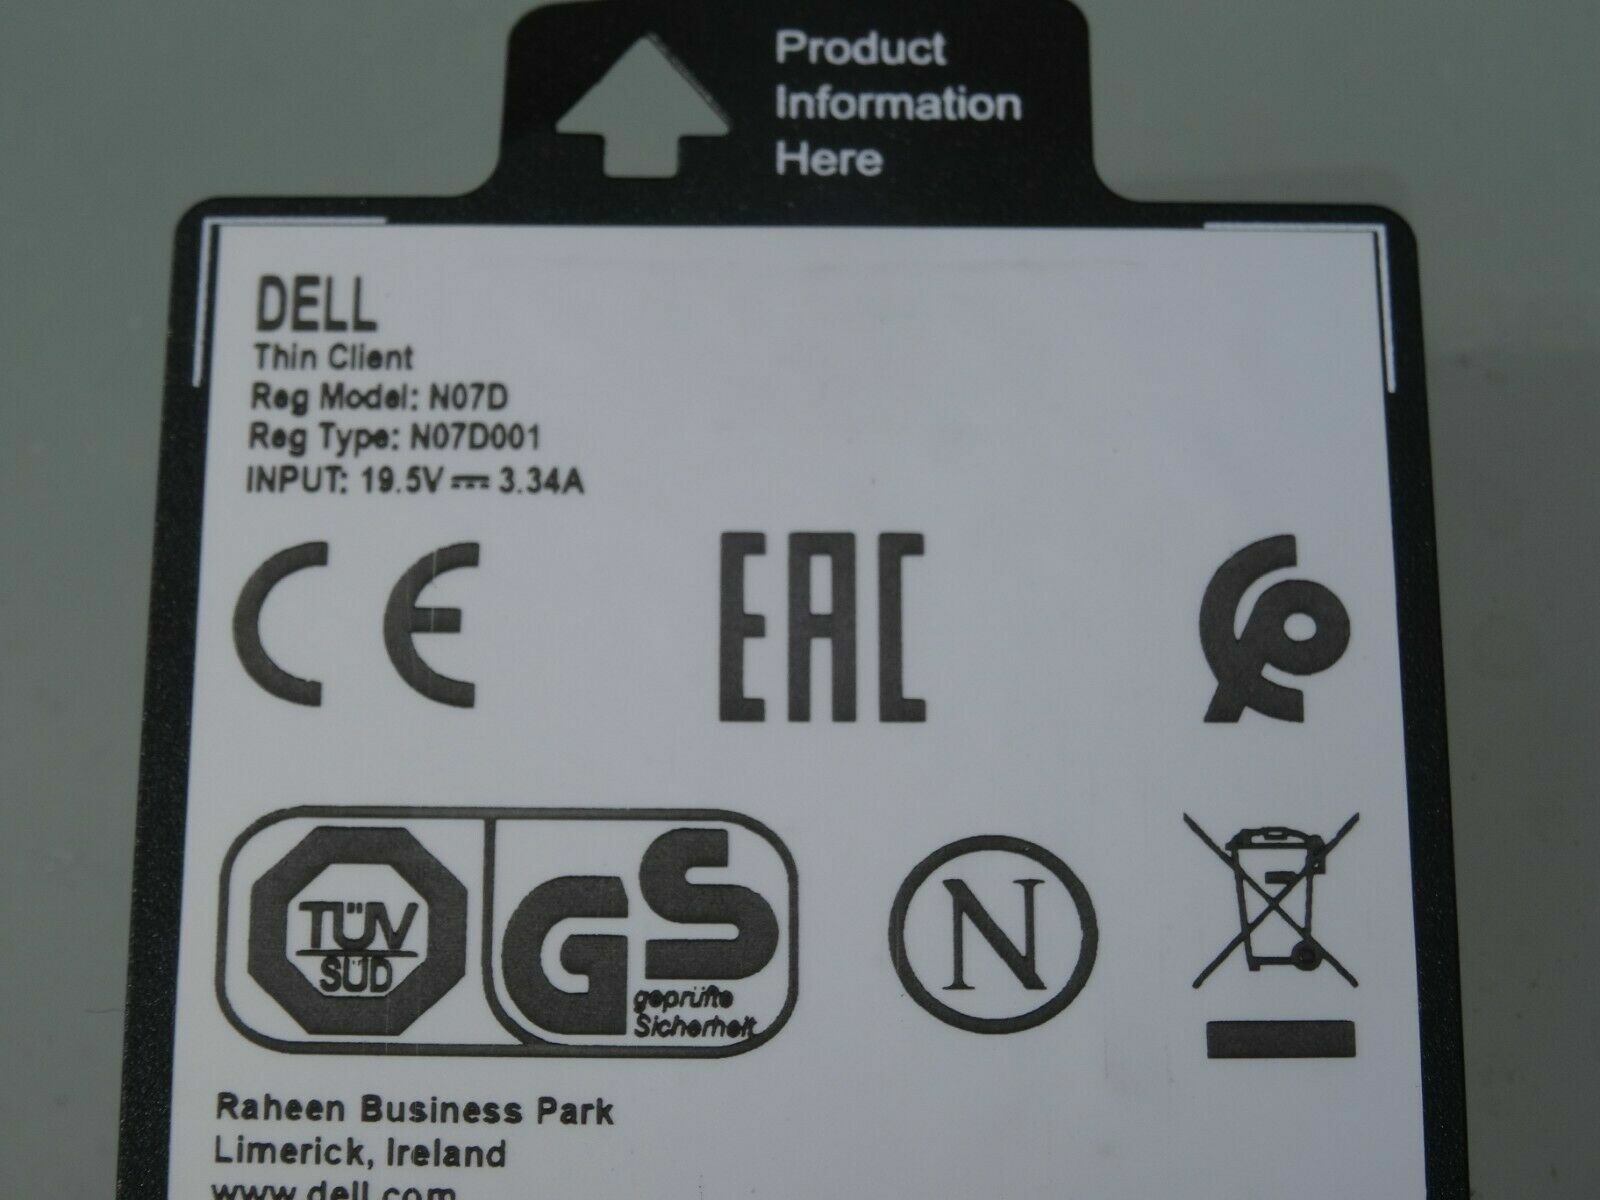 Product
Information
Here
DELL
Thin Client
Reg Model: N07D
Reg Type: N07D001
INPUT: 19.5V ⎓ 3.34A
CE
EAC
TÜV
SÜD
GS
geprüfte
Sicherheit
N
Raheen Business Park
Limerick, Ireland
www.dell.com